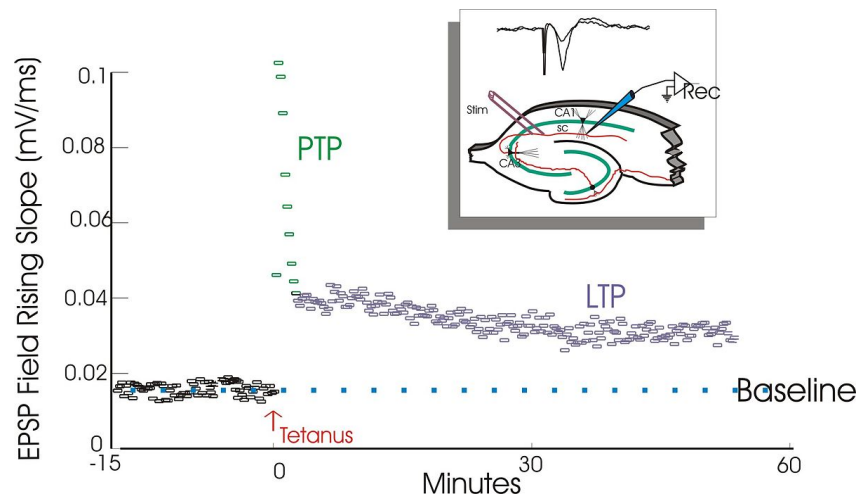 EPSP Field Rising Slope (mV/ms)
0.1
0.08
0.06
0.04
0.02
0
-15
0
30
60
Minutes
PTP
LTP
Baseline
Tetanus
Stim
CA1
sc
CA3
Rec